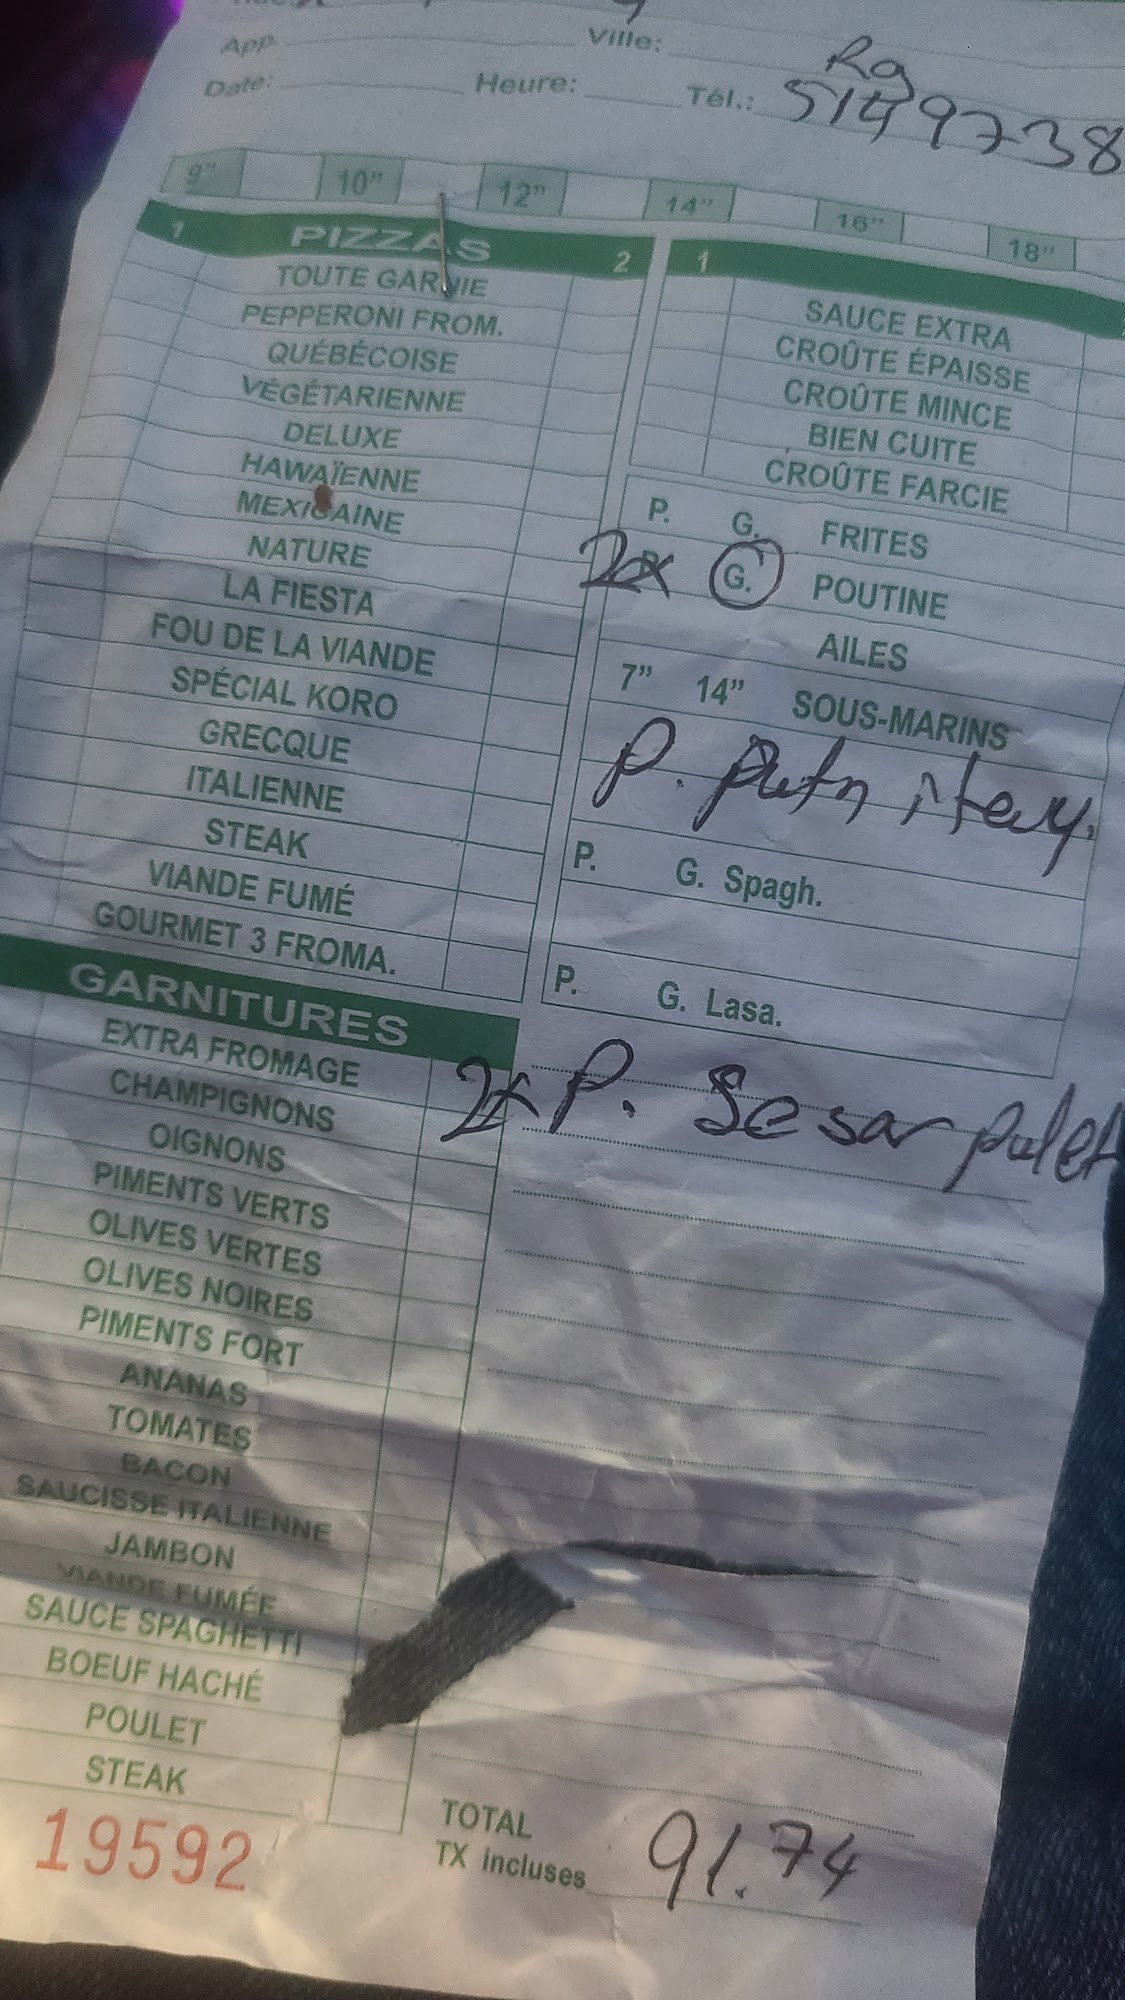 App.
Ville:
Date:
Heure:
Tél.: 5149738
9" 10" 12" 14" 16" 18"
1 PIZZAS 2
TOUTE GARNIE
PEPPERONI FROM.
QUÉBÉCOISE
VÉGÉTARIENNE
DELUXE
HAWAÏENNE
MEXICAINE
NATURE
LA FIESTA
FOU DE LA VIANDE
SPÉCIAL KORO
GRECQUE
ITALIENNE
STEAK
VIANDE FUMÉ
GOURMET 3 FROMA.
1
SAUCE EXTRA
CROÛTE ÉPAISSE
CROÛTE MINCE
BIEN CUITE
CROÛTE FARCIE
P. G. FRITES
2x G. POUTINE
AILES
7" 14" SOUS-MARINS
P.
P. G. Spagh.
P. G. Lasa.
2x P. Sesar pulet
GARNITURES
EXTRA FROMAGE
CHAMPIGNONS
OIGNONS
PIMENTS VERTS
OLIVES VERTES
OLIVES NOIRES
PIMENTS FORT
ANANAS
TOMATES
BACON
SAUCISSE ITALIENNE
JAMBON
VIANDE FUMÉE
SAUCE SPAGHETTI
BOEUF HACHÉ
POULET
STEAK
19592
TOTAL
TX incluses 91.74